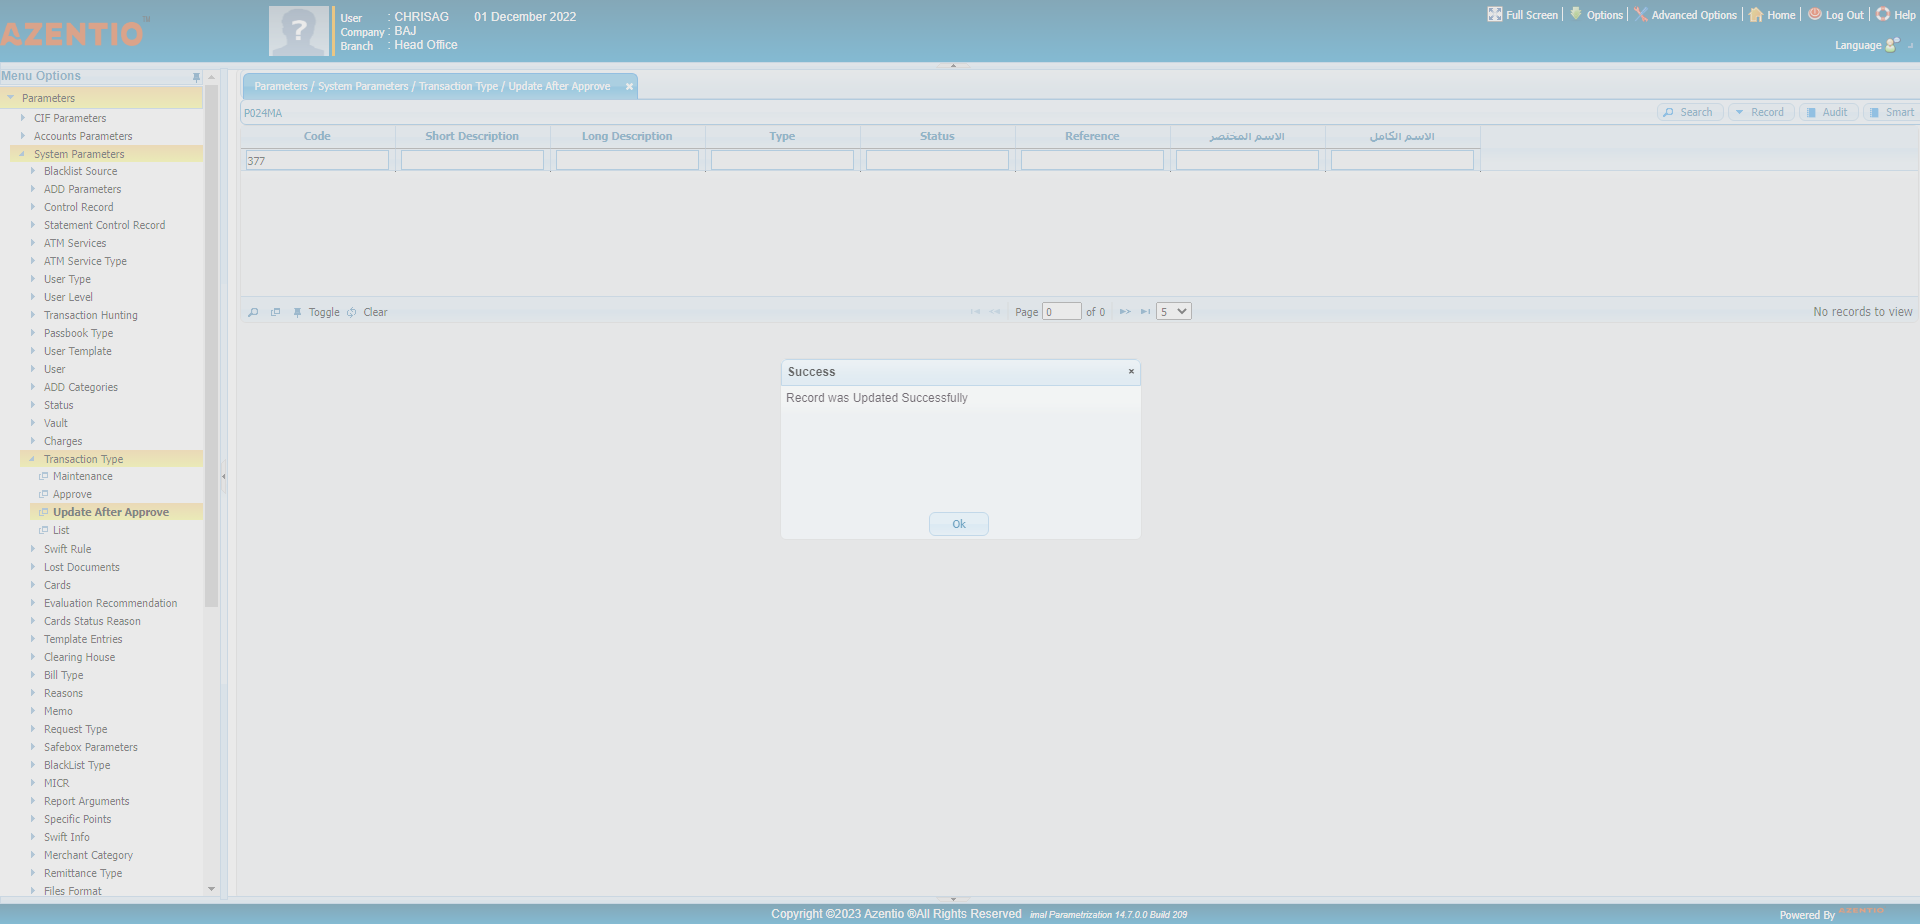 AZENTIO TM
User : CHRISAG 01 December 2022
Company : BAJ
Branch : Head Office
Full Screen Options Advanced Options Home Log Out Help
Language
Menu Options
Parameters
CIF Parameters
Accounts Parameters
System Parameters
Blacklist Source
ADD Parameters
Control Record
Statement Control Record
ATM Services
ATM Service Type
User Type
User Level
Transaction Hunting
Passbook Type
User Template
User
ADD Categories
Status
Vault
Charges
Transaction Type
Maintenance
Approve
Update After Approve
List
Swift Rule
Lost Documents
Cards
Evaluation Recommendation
Cards Status Reason
Template Entries
Clearing House
Bill Type
Reasons
Memo
Request Type
Safebox Parameters
BlackList Type
MICR
Report Arguments
Specific Points
Swift Info
Merchant Category
Remittance Type
Files Format
Parameters / System Parameters / Transaction Type / Update After Approve
P024MA
Search Record Audit Smart
Code Short Description Long Description Type Status Reference الاسم المختصر الاسم الكامل
377
Toggle Clear
Page 0 of 0 5
No records to view
Success
Record was Updated Successfully
Ok
Copyright ©2023 Azentio ®All Rights Reserved imal Parametrization 14.7.0.0 Build 209
Powered By AZENTIO